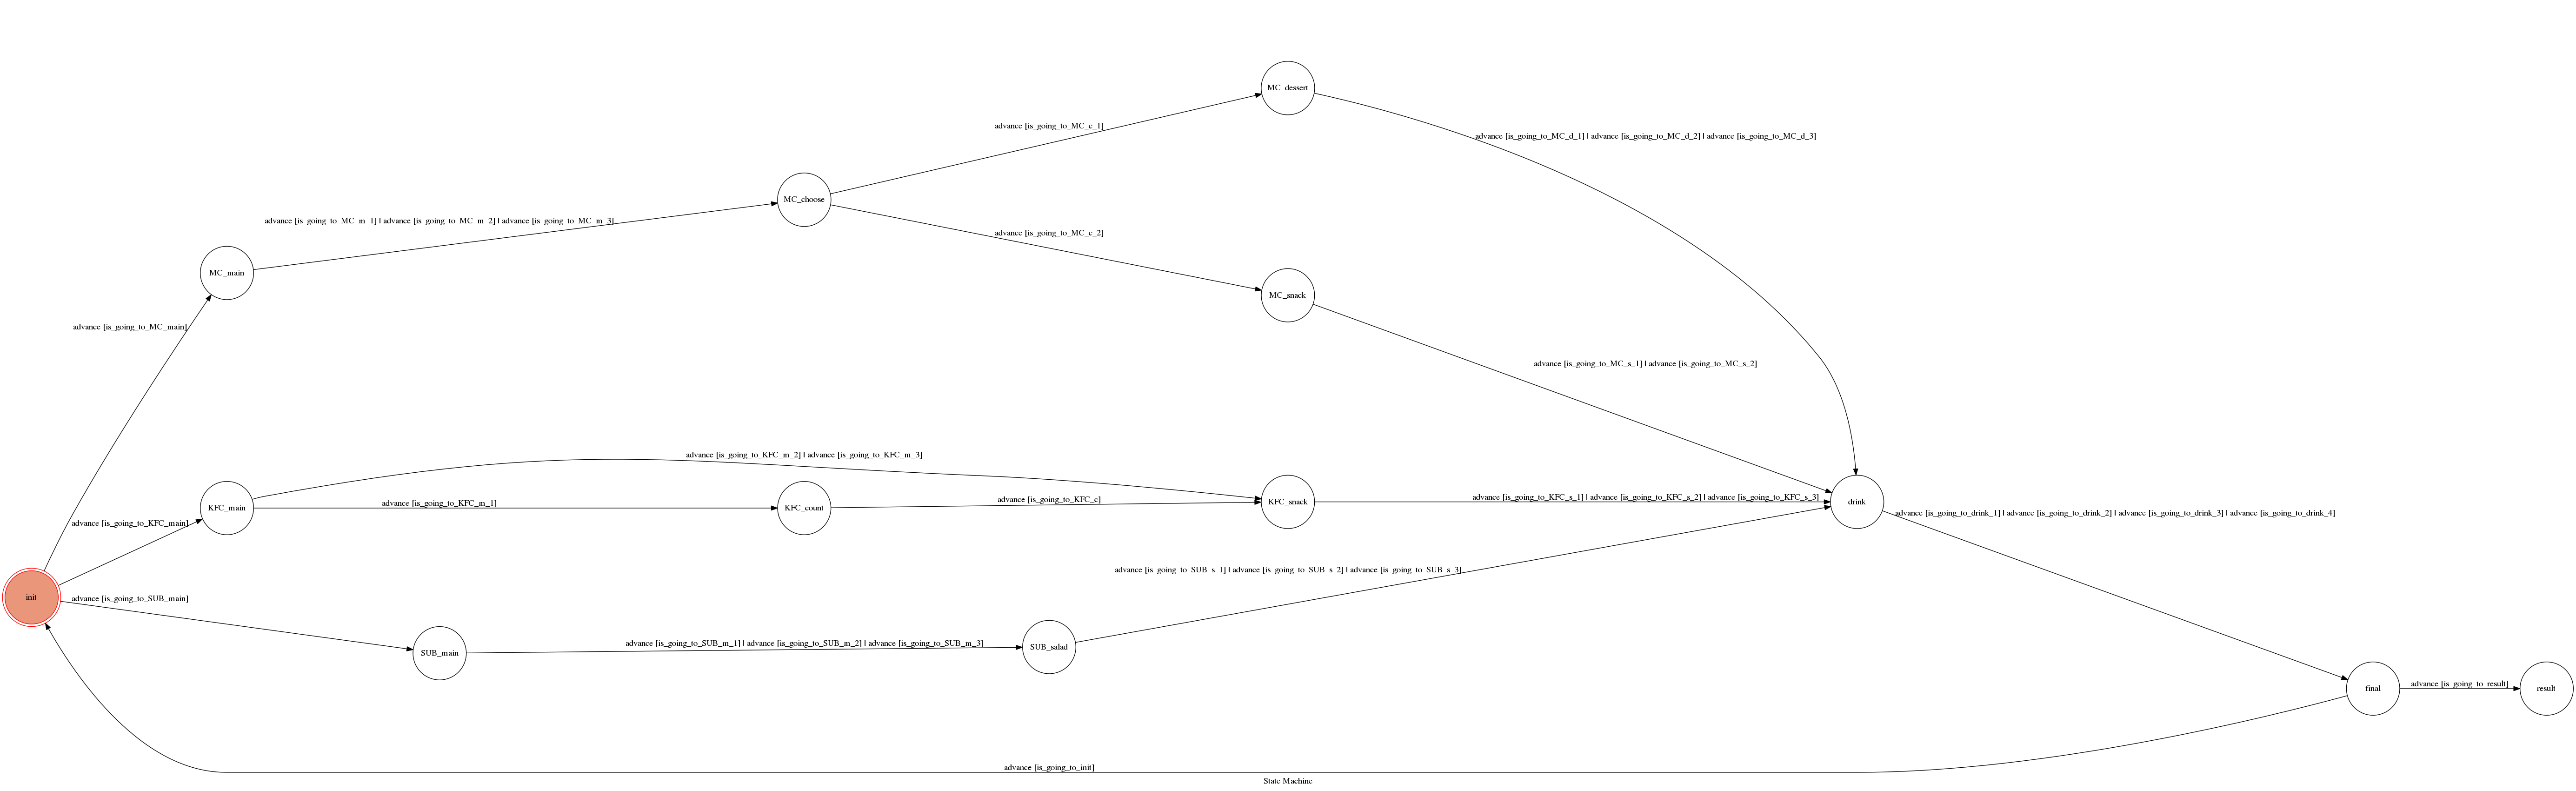 MC_dessert
advance [is_going_to_MC_c_1]
advance [is_going_to_MC_d_1] | advance [is_going_to_MC_d_2] | advance [is_going_to_MC_d_3]
MC_choose
advance [is_going_to_MC_m_1] | advance [is_going_to_MC_m_2] | advance [is_going_to_MC_m_3]
advance [is_going_to_MC_c_2]
MC_main
MC_snack
advance [is_going_to_MC_main]
advance [is_going_to_MC_s_1] | advance [is_going_to_MC_s_2]
advance [is_going_to_KFC_m_2] | advance [is_going_to_KFC_m_3]
KFC_main
advance [is_going_to_KFC_m_1]
KFC_count
advance [is_going_to_KFC_c]
KFC_snack
advance [is_going_to_KFC_s_1] | advance [is_going_to_KFC_s_2] | advance [is_going_to_KFC_s_3]
drink
advance [is_going_to_drink_1] | advance [is_going_to_drink_2] | advance [is_going_to_drink_3] | advance [is_going_to_drink_4]
advance [is_going_to_KFC_main]
advance [is_going_to_SUB_s_1] | advance [is_going_to_SUB_s_2] | advance [is_going_to_SUB_s_3]
init
advance [is_going_to_SUB_main]
SUB_main
advance [is_going_to_SUB_m_1] | advance [is_going_to_SUB_m_2] | advance [is_going_to_SUB_m_3]
SUB_salad
final
advance [is_going_to_result]
result
advance [is_going_to_init]
State Machine